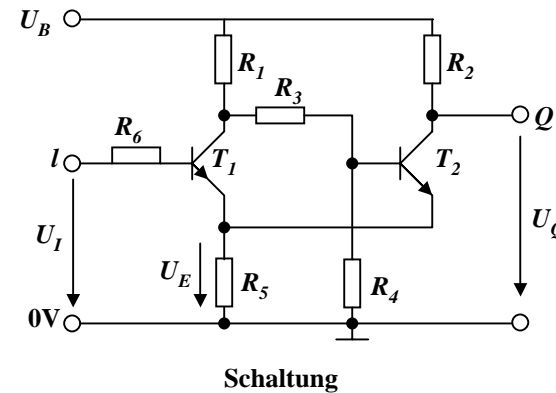 U_B
R_1
R_2
R_3
Q
R_6
l
T_1
T_2
U_I
U_Q
U_E
R_5
R_4
0V
Schaltung